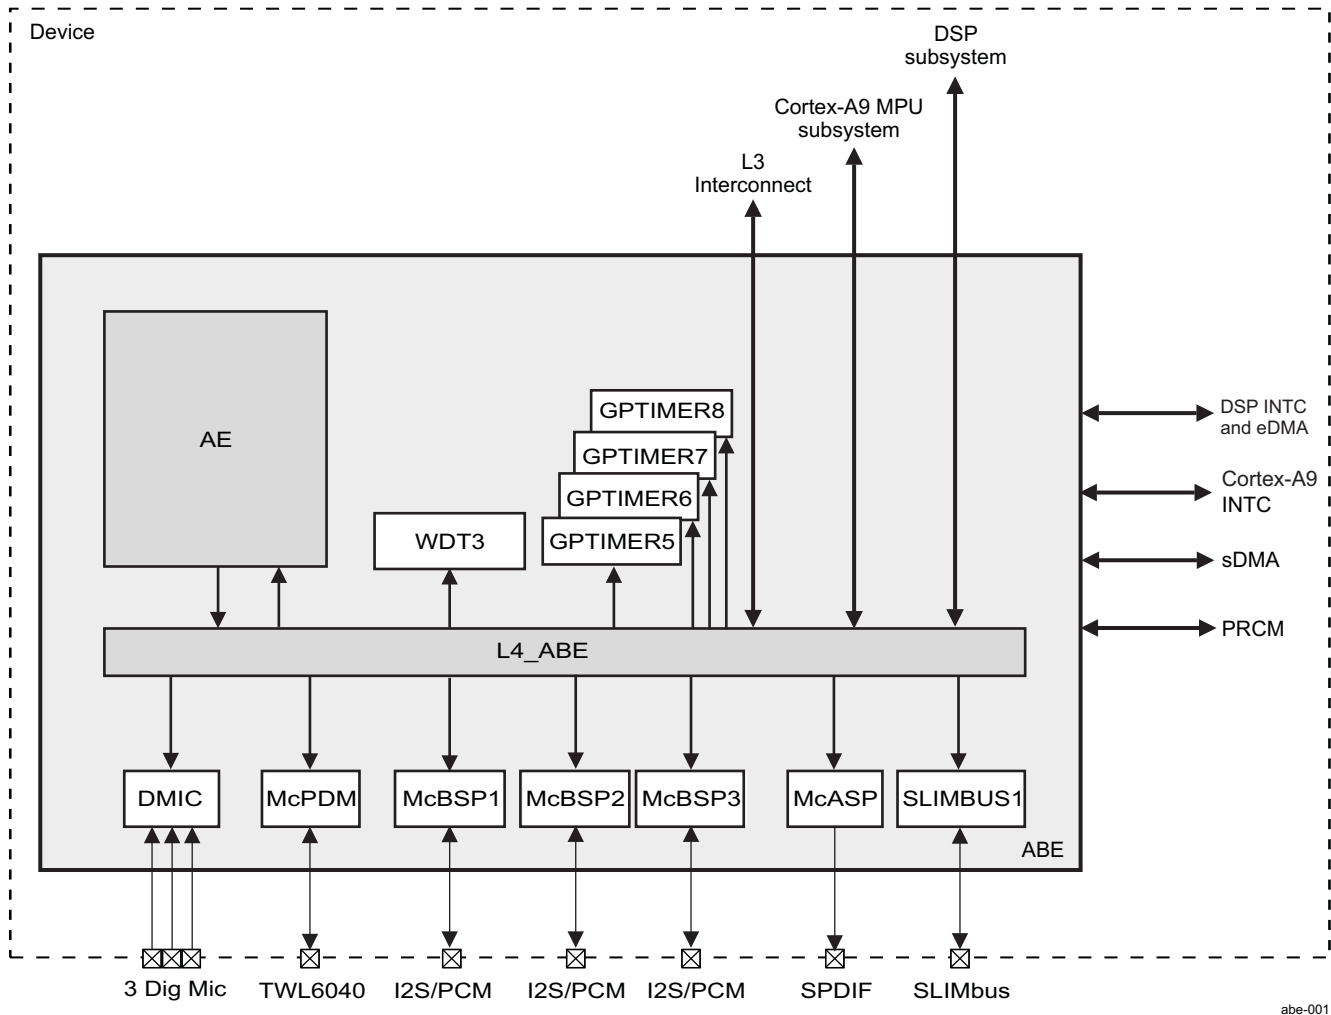 Device
DSP
subsystem
Cortex-A9 MPU
subsystem
L3
Interconnect
AE
GPTIMER8
GPTIMER7
GPTIMER6
GPTIMER5
WDT3
DSP INTC
and eDMA
Cortex-A9
INTC
sDMA
PRCM
L4_ABE
DMIC
McPDM
McBSP1
McBSP2
McBSP3
McASP
SLIMBUS1
ABE
3 Dig Mic
TWL6040
I2S/PCM
I2S/PCM
I2S/PCM
SPDIF
SLIMbus
abe-001